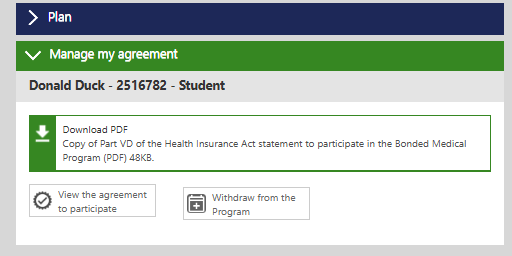 Plan
Manage my agreement
Donald Duck - 2516782 - Student
Download PDF
Copy of Part VD of the Health Insurance Act statement to participate in the Bonded Medical
Program (PDF) 48KB.
View the agreement
to participate
Withdraw from the
Program